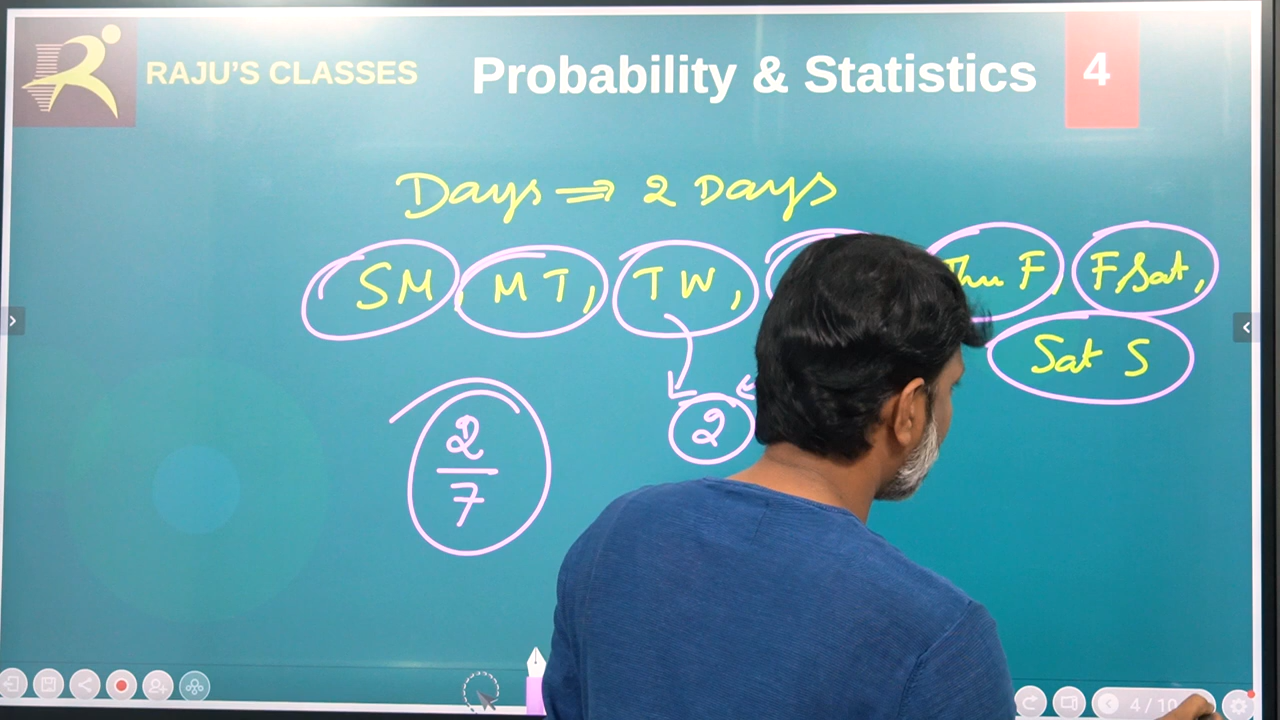 RAJU'S CLASSES
Probability & Statistics
4
Days ⇒ 2 Days
SM, MT, TW, Thu F, F Sat,
Sat S
2
2
7
4 / 10